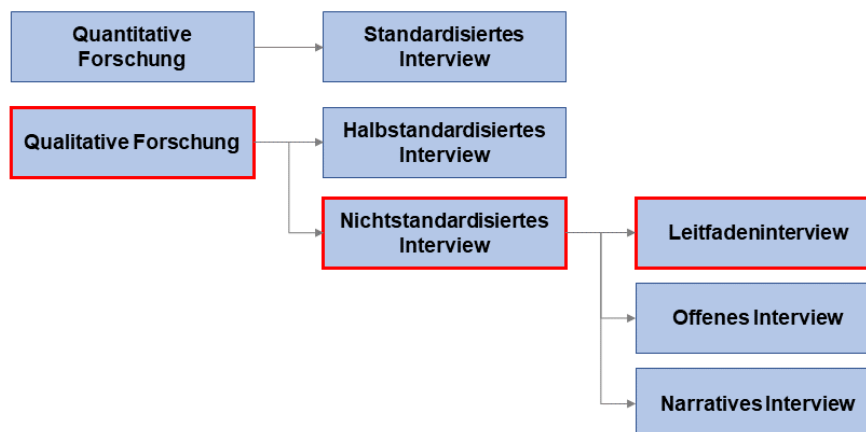 Quantitative
Forschung
Standardisiertes
Interview
Qualitative Forschung
Halbstandardisiertes
Interview
Nichtstandardisiertes
Interview
Leitfadeninterview
Offenes Interview
Narratives Interview